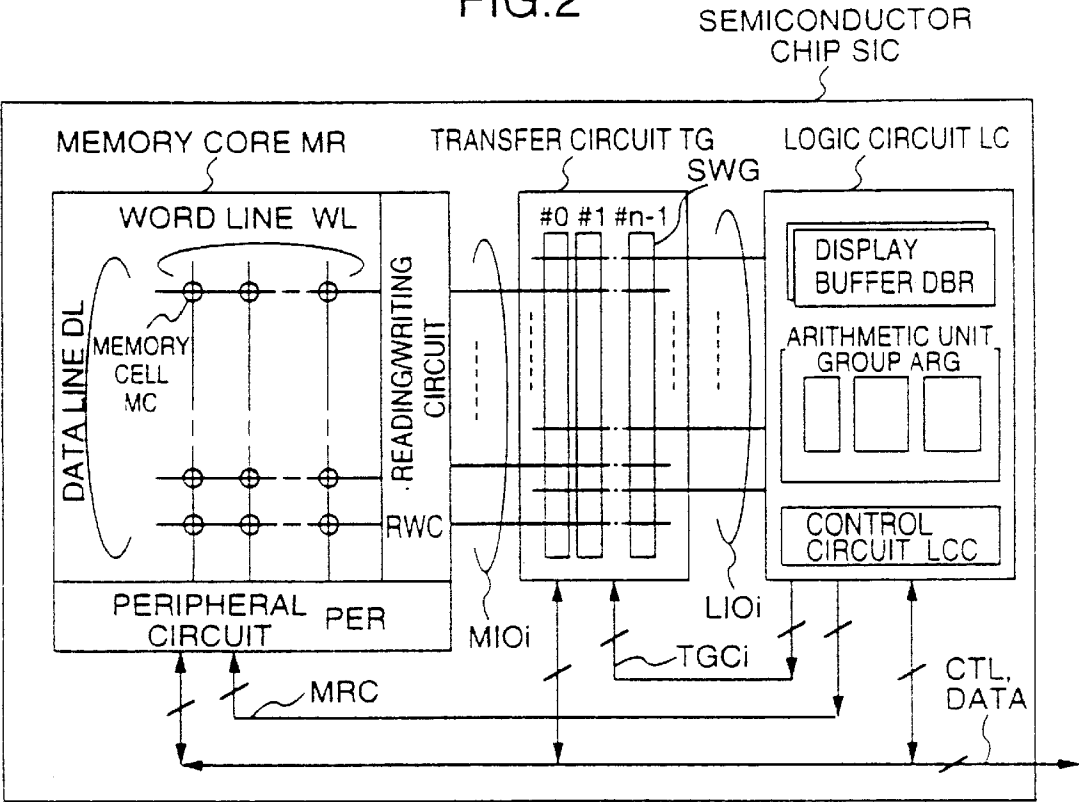 FIG.2
SEMICONDUCTOR
CHIP SIC
MEMORY CORE MR
TRANSFER CIRCUIT TG
LOGIC CIRCUIT LC
SWG
WORD LINE WL
#0 #1 #n-1
DATA LINE DL
MEMORY
CELL
MC
READING/WRITING
CIRCUIT
RWC
DISPLAY
BUFFER DBR
ARITHMETIC UNIT
GROUP ARG
CONTROL
CIRCUIT LCC
PERIPHERAL
CIRCUIT PER
MIOi
LIOi
TGCi
MRC
CTL,
DATA